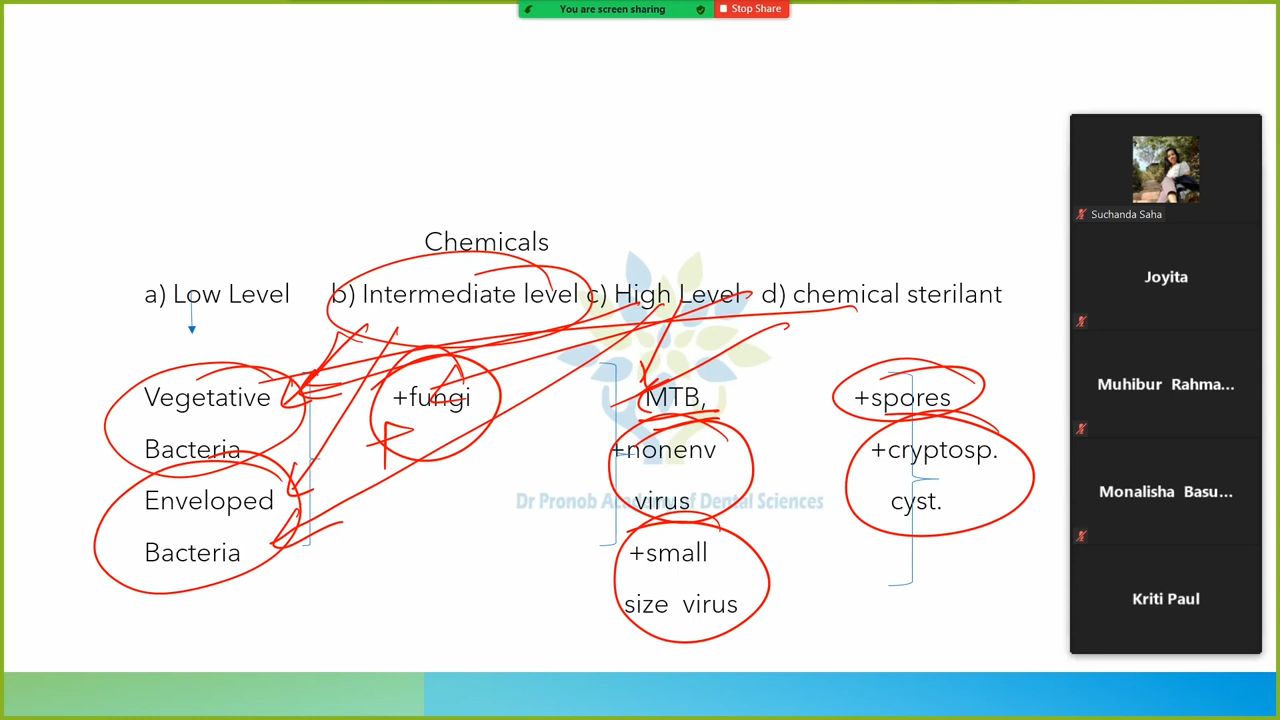 You are screen sharing Stop Share
Chemicals
a) Low Level b) Intermediate level c) High Level d) chemical sterilant
Vegetative +fungi MTB, +spores
Bacteria +nonenv +cryptosp.
Enveloped virus cyst.
Bacteria +small
size virus
Dr Pronob Academy of Dental Sciences
Suchanda Saha
Joyita
Muhibur Rahma...
Monalisha Basu...
Kriti Paul